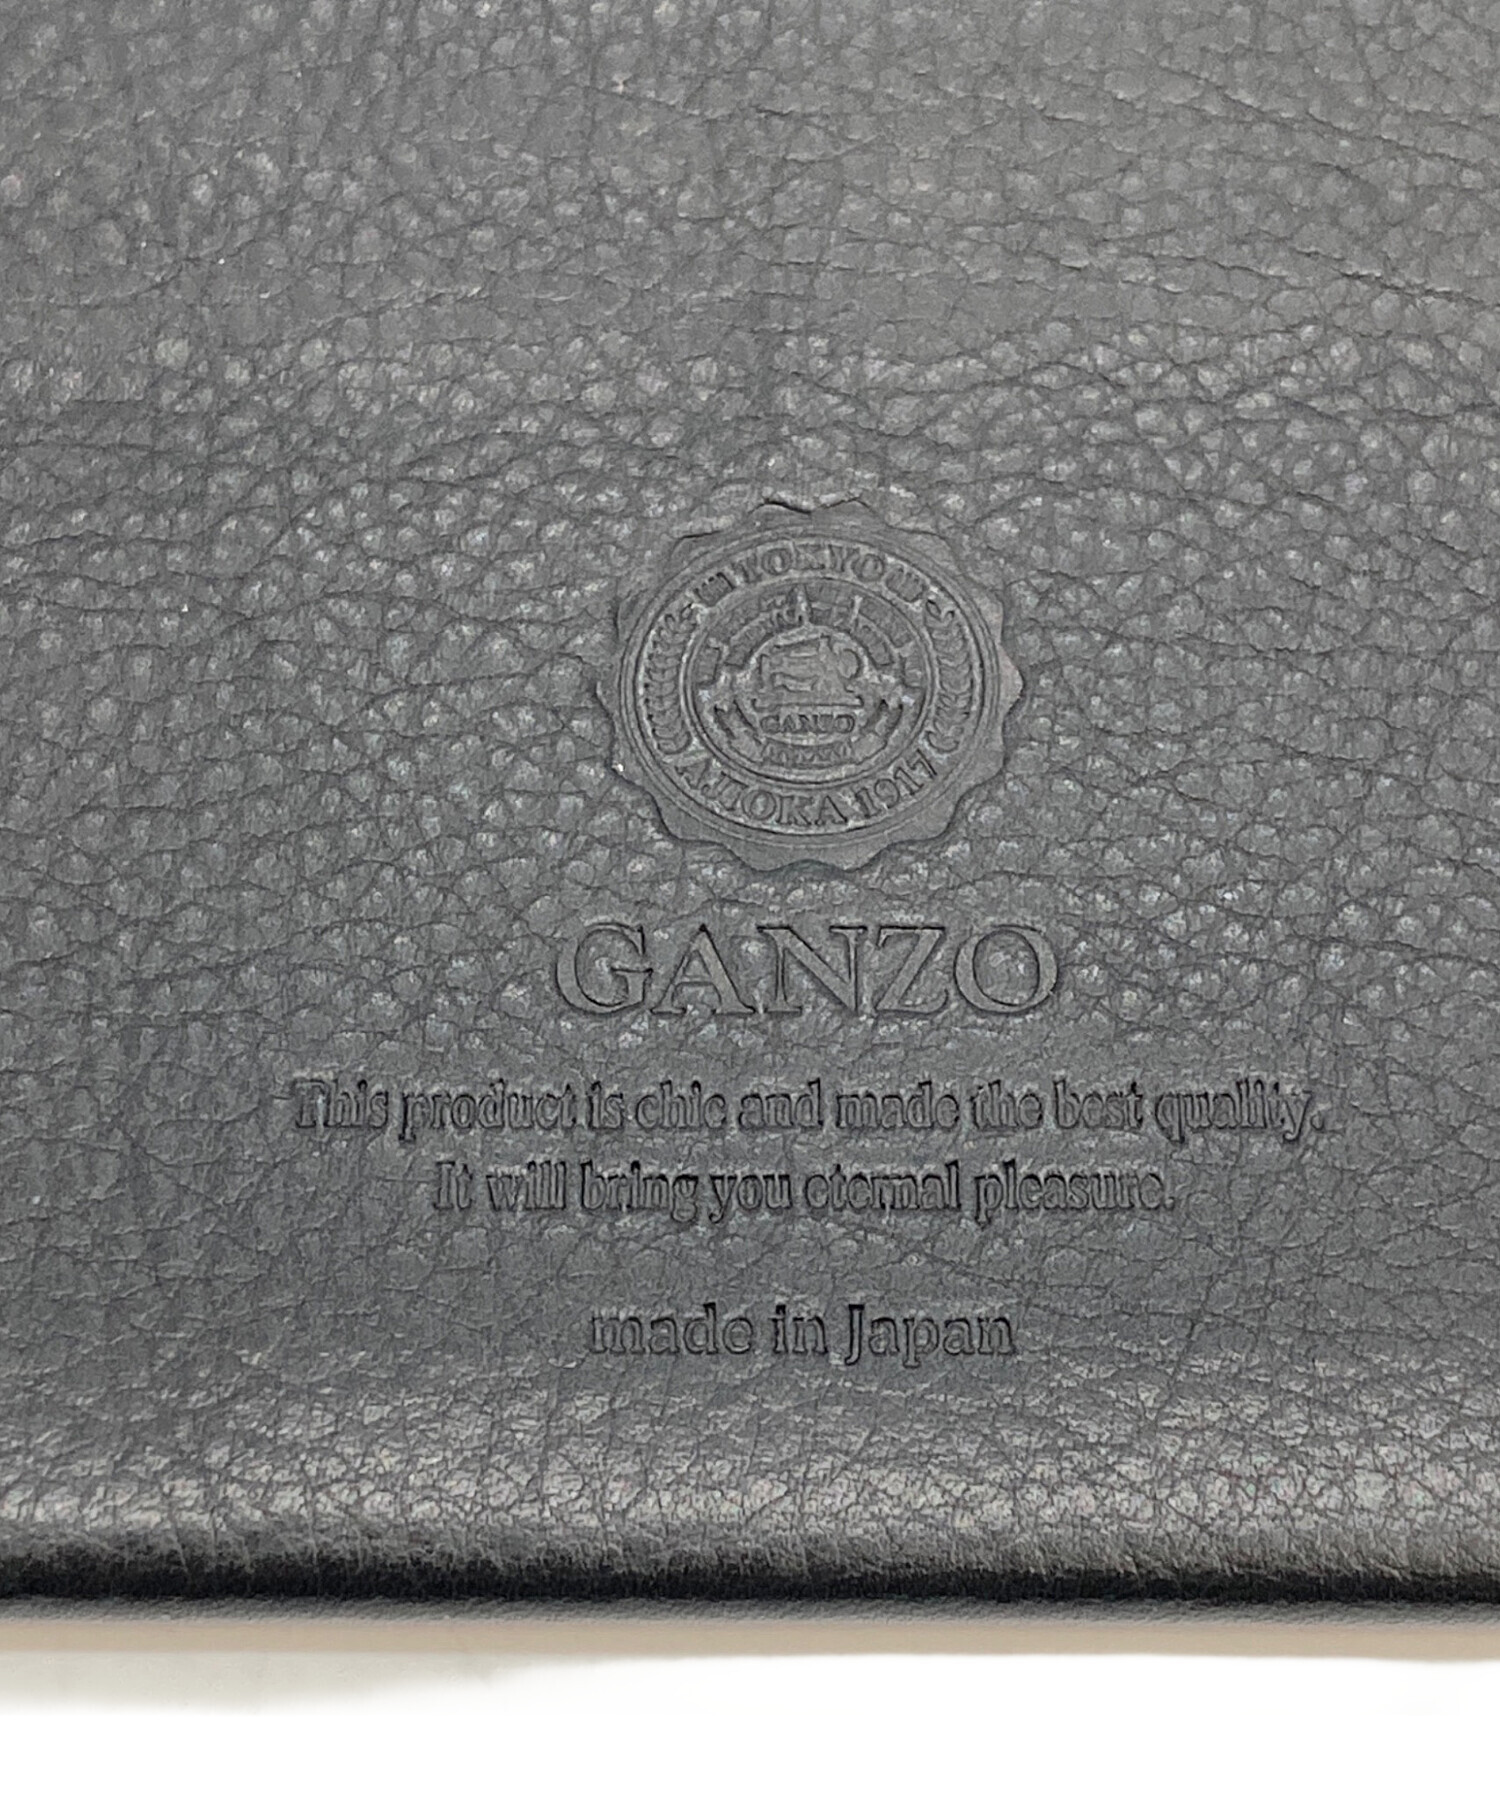 TOKYO
GANZO
AJIOKA 1917
GANZO
This product is chic and made the best quality.
It will bring you eternal pleasure.
made in Japan